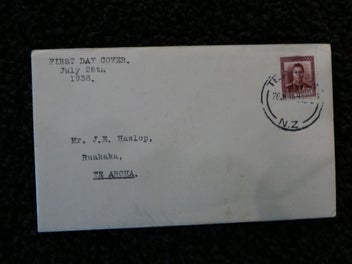 FIRST DAY COVER.
July 26th
1938.
N.Z
Mr. J.E. Haslop,
Ruakaka,
TE AROHA.